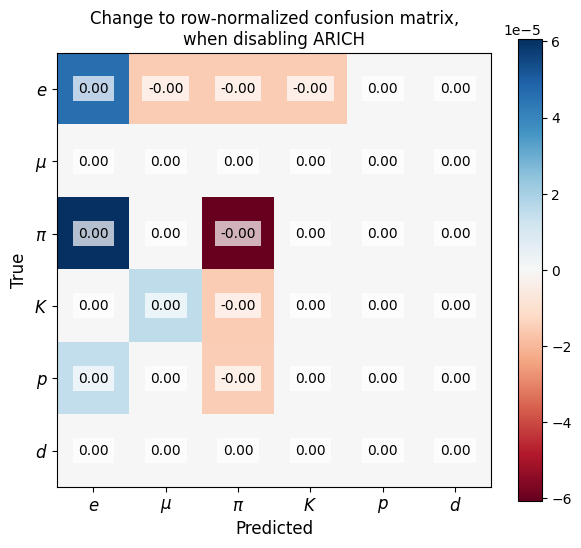 Change to row-normalized confusion matrix,
when disabling ARICH
1e−5
True
e 0.00 -0.00 -0.00 -0.00 0.00 0.00
μ 0.00 0.00 0.00 0.00 0.00 0.00
π 0.00 0.00 -0.00 0.00 0.00 0.00
K 0.00 0.00 -0.00 0.00 0.00 0.00
p 0.00 0.00 -0.00 0.00 0.00 0.00
d 0.00 0.00 0.00 0.00 0.00 0.00
e μ π K p d
Predicted
6
4
2
0
−2
−4
−6